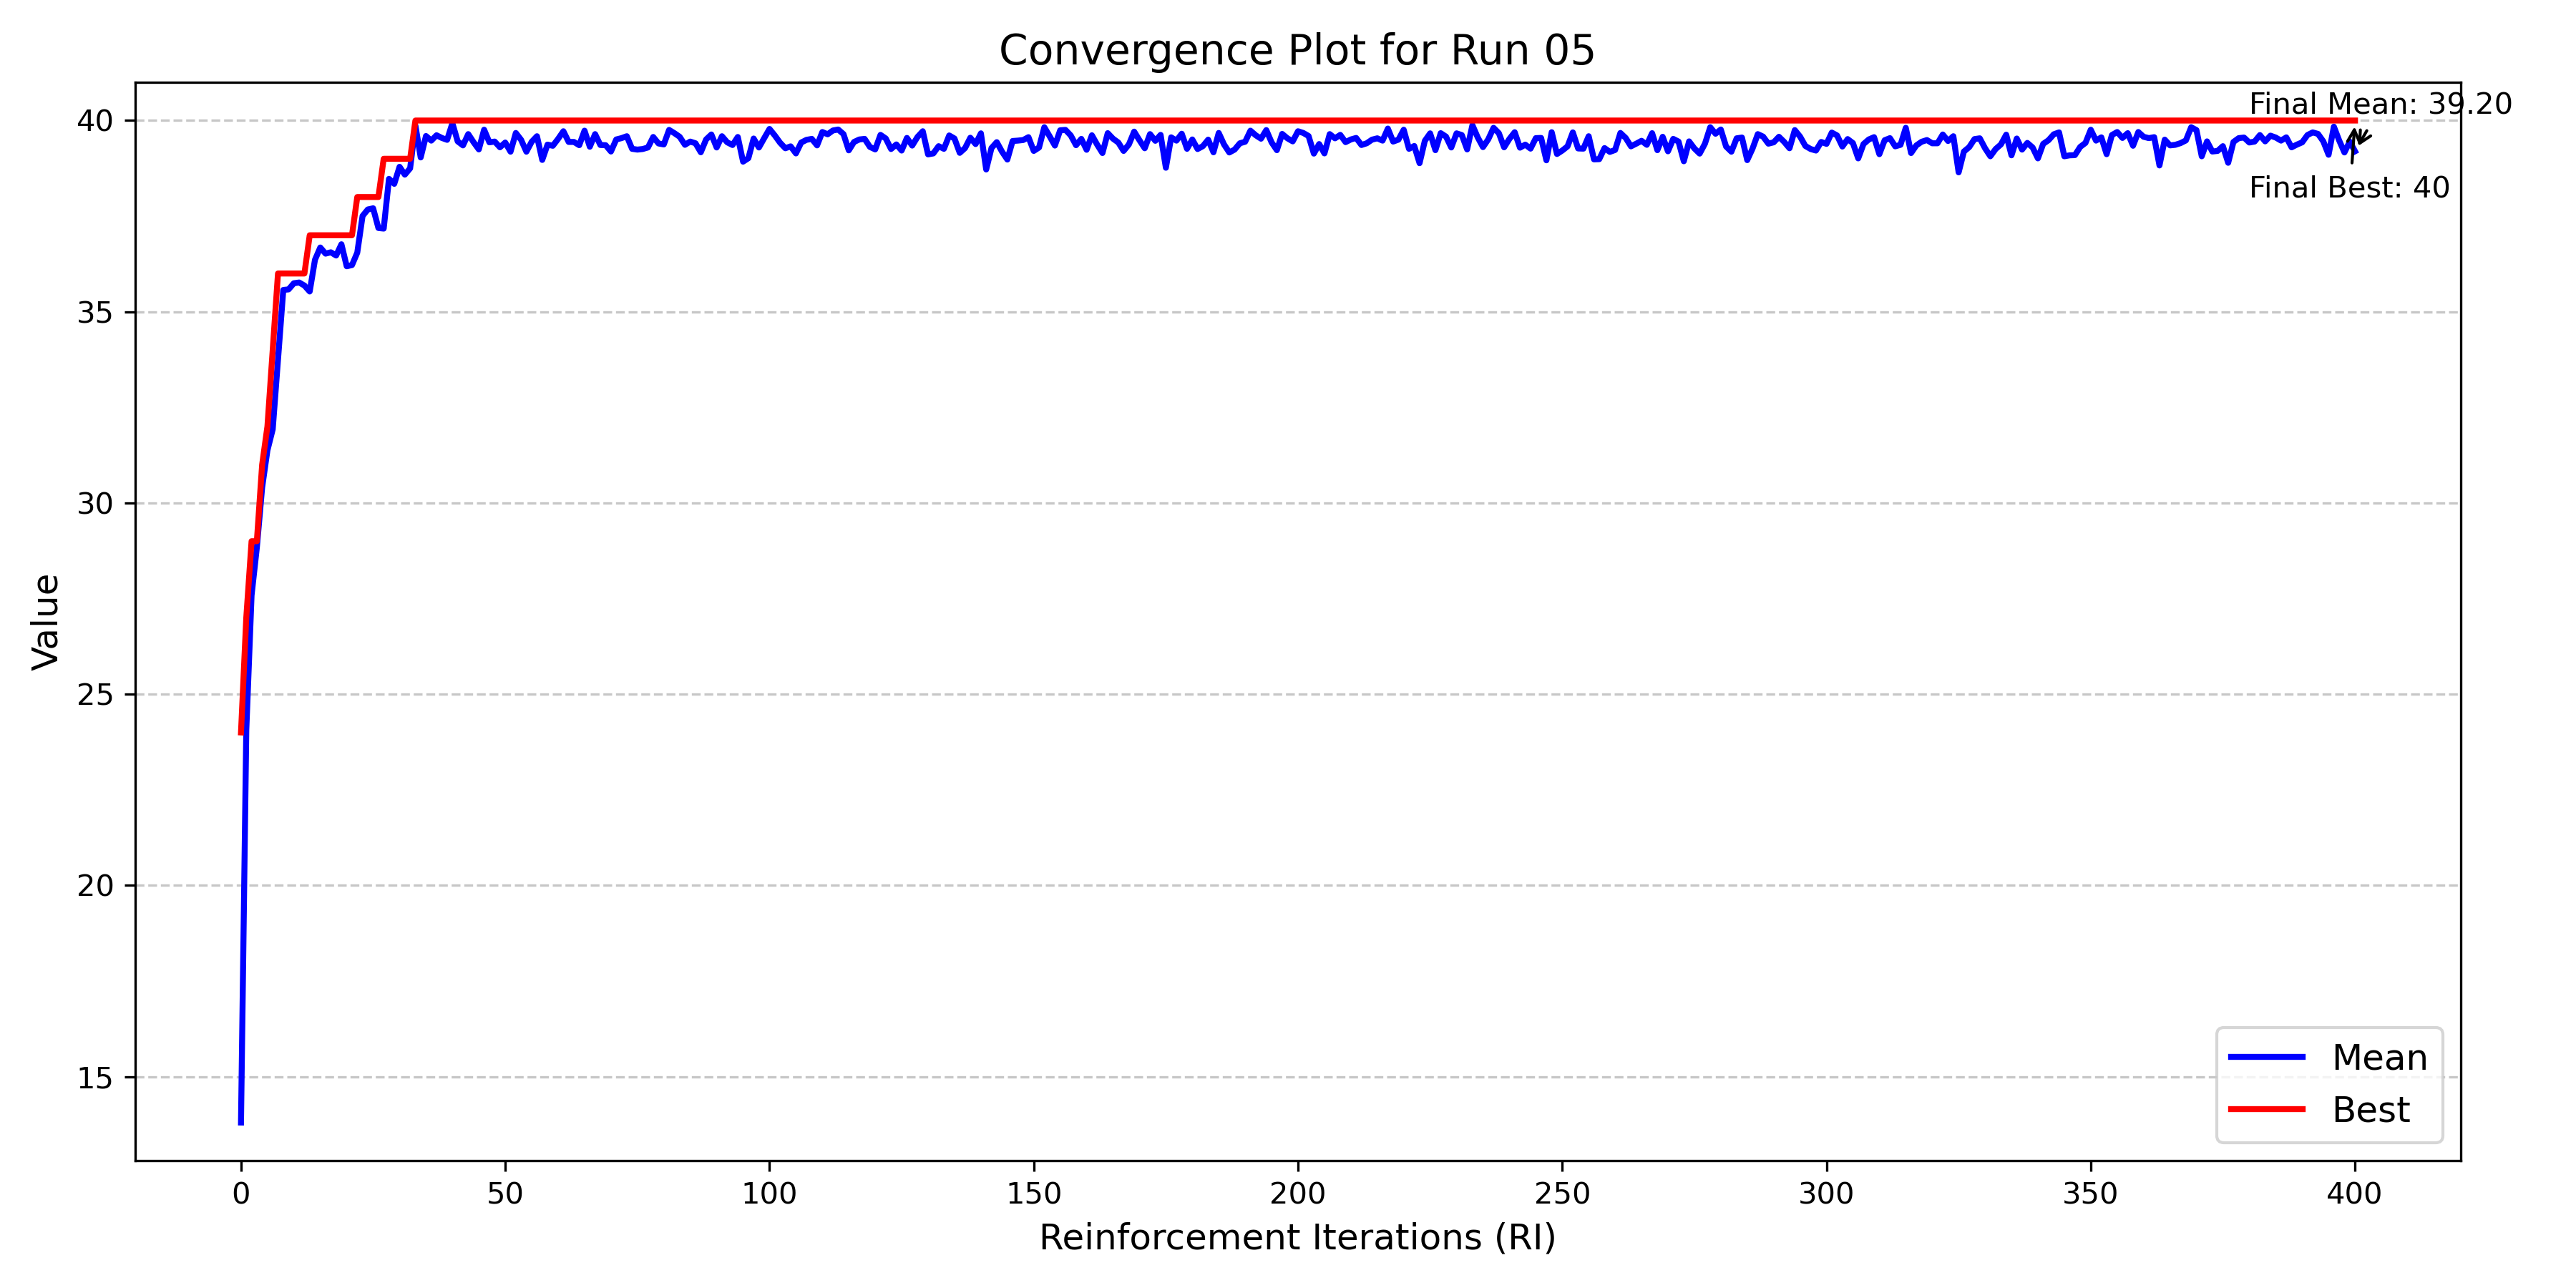 Convergence Plot for Run 05
Final Mean: 39.20
Final Best: 40
Value
40
35
30
25
20
15
0 50 100 150 200 250 300 350 400
Reinforcement Iterations (RI)
Mean
Best